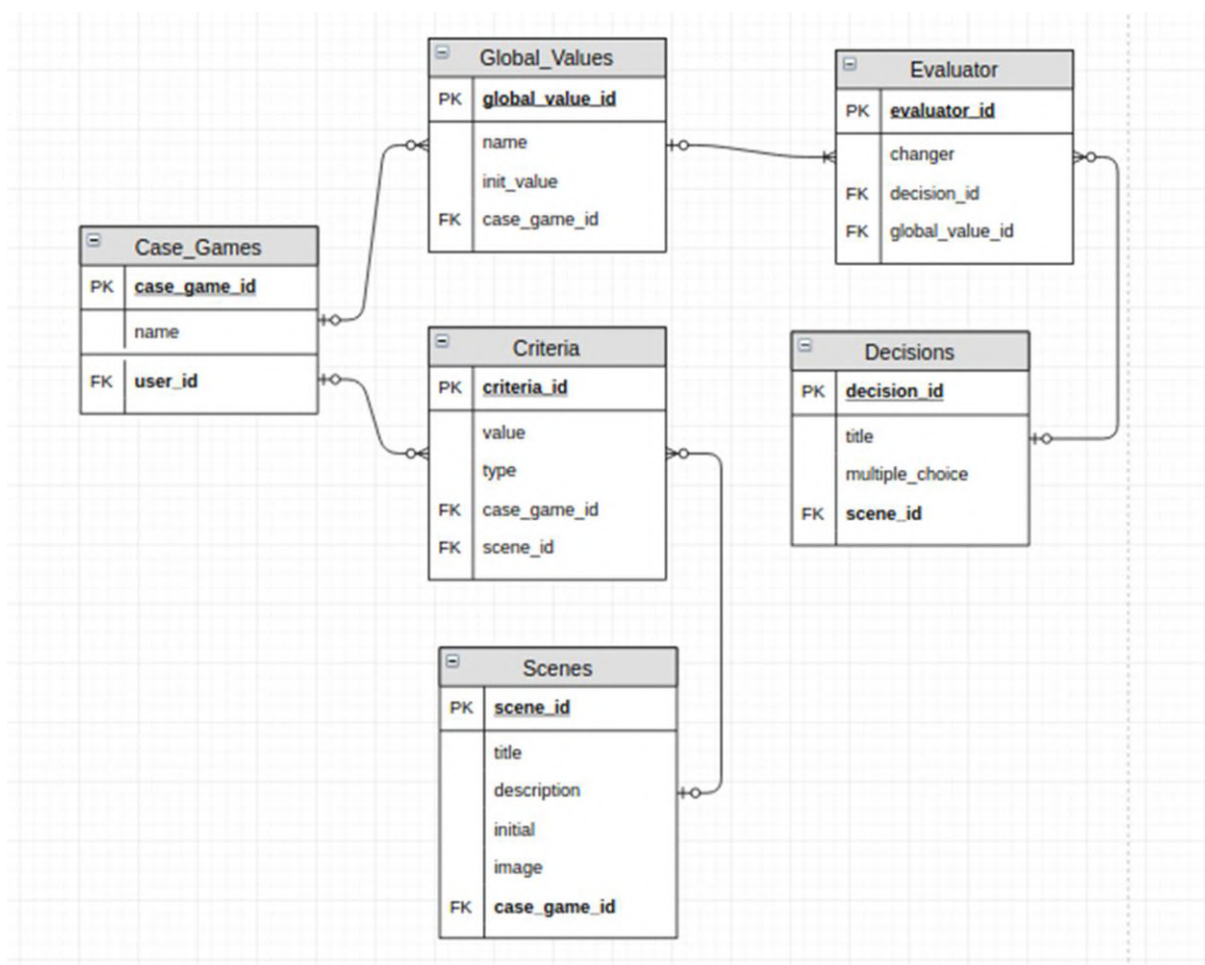 Global_Values
PK global_value_id
name
init_value
FK case_game_id
Evaluator
PK evaluator_id
changer
FK decision_id
FK global_value_id
Case_Games
PK case_game_id
name
FK user_id
Criteria
PK criteria_id
value
type
FK case_game_id
FK scene_id
Decisions
PK decision_id
title
multiple_choice
FK scene_id
Scenes
PK scene_id
title
description
initial
image
FK case_game_id